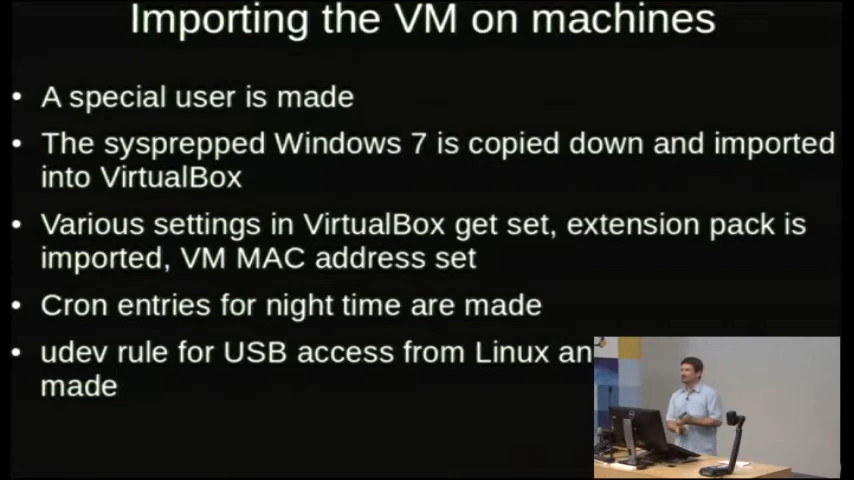 Importing the VM on machines
• A special user is made
• The sysprepped Windows 7 is copied down and imported
into VirtualBox
• Various settings in VirtualBox get set, extension pack is
imported, VM MAC address set
• Cron entries for night time are made
• udev rule for USB access from Linux an
made